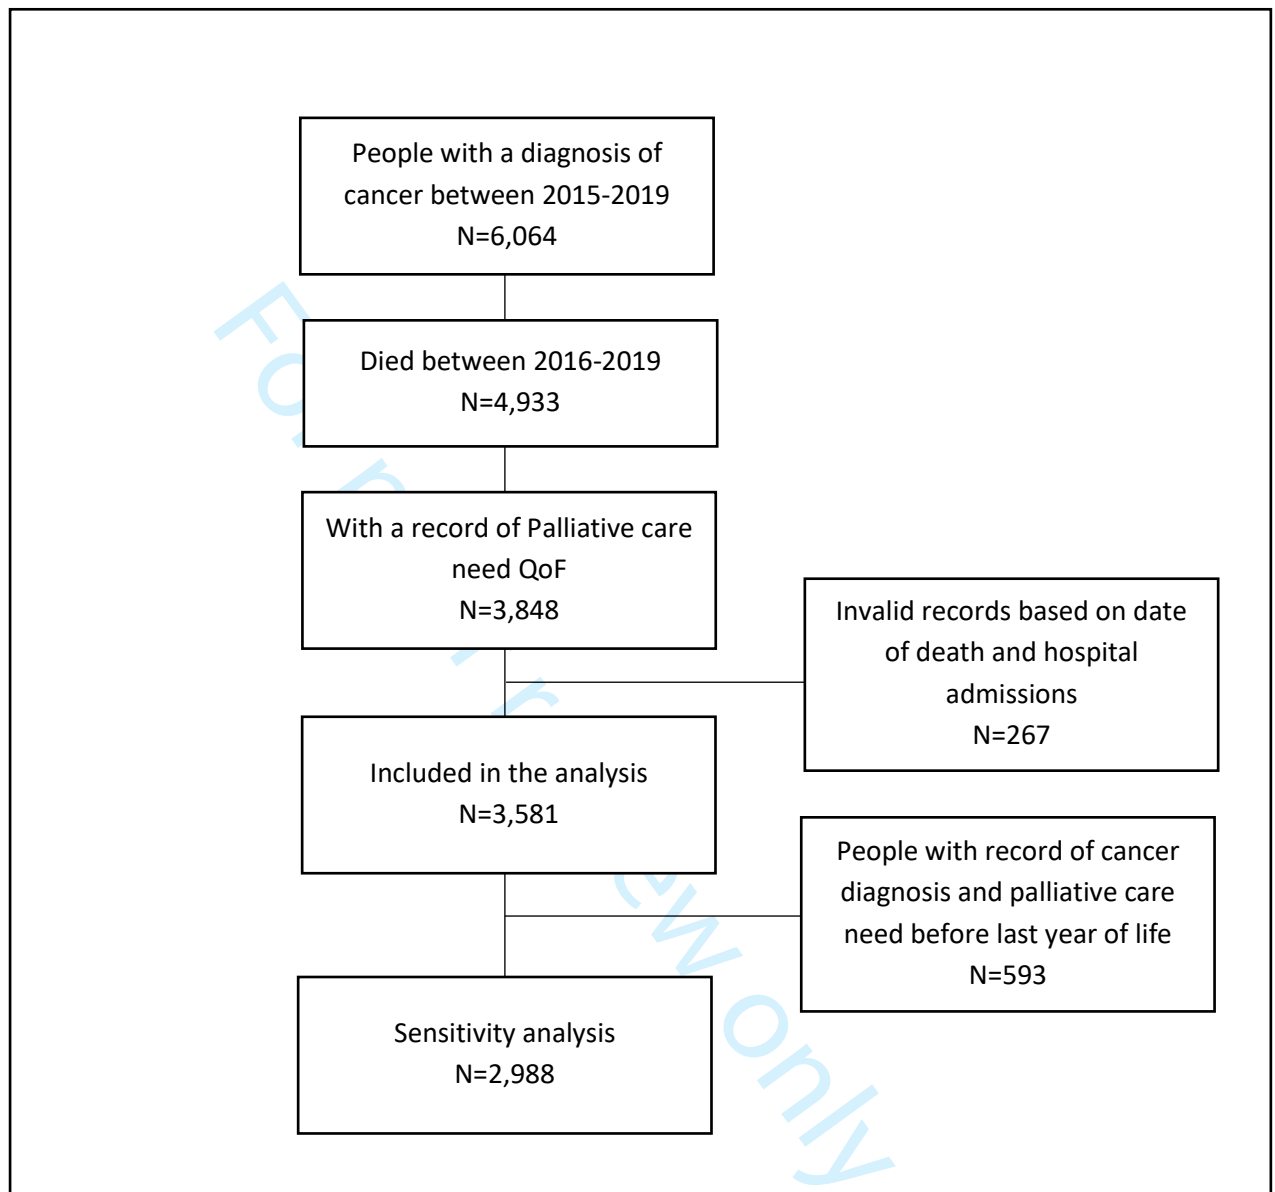 People with a diagnosis of
cancer between 2015-2019
N=6,064
Died between 2016-2019
N=4,933
With a record of Palliative care
need QoF
N=3,848
Invalid records based on date
of death and hospital
admissions
N=267
Included in the analysis
N=3,581
People with record of cancer
diagnosis and palliative care
need before last year of life
N=593
Sensitivity analysis
N=2,988